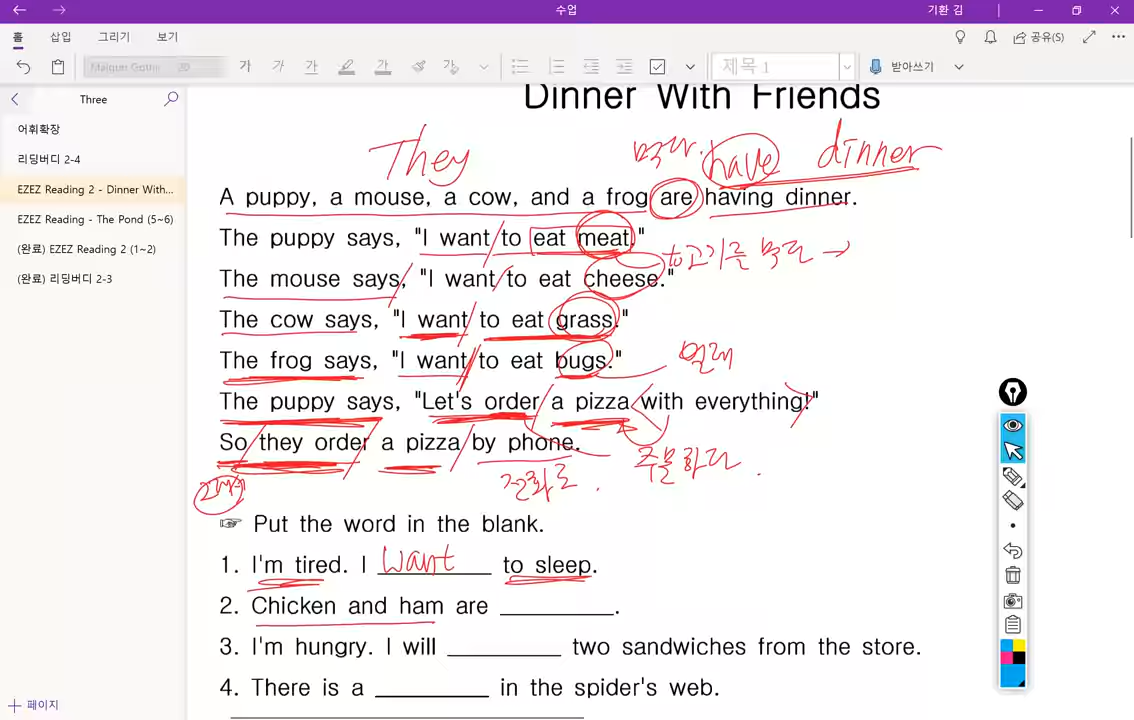 수업
기환 김
홈 삽입 그리기 보기
공유(S)
Malgun Gothic 20
가 가 가 가
제목 1
받아쓰기
Three
어휘확장
리딩버디 2-4
EZEZ Reading 2 - Dinner With...
EZEZ Reading - The Pond (5~6)
(완료) EZEZ Reading 2 (1~2)
(완료) 리딩버디 2-3
페이지
Dinner With Friends
They 먹다. have dinner
A puppy, a mouse, a cow, and a frog are having dinner.
The puppy says, "I want to eat meat."
고기를 먹다 →
The mouse says, "I want to eat cheese."
The cow says, "I want to eat grass."
벌레
The frog says, "I want to eat bugs."
The puppy says, "Let's order a pizza with everything!"
So they order a pizza by phone.
주문하다.
그래서
전화로.
☞ Put the word in the blank.
1. I'm tired. I want to sleep.
2. Chicken and ham are __________.
3. I'm hungry. I will __________ two sandwiches from the store.
4. There is a __________ in the spider's web.